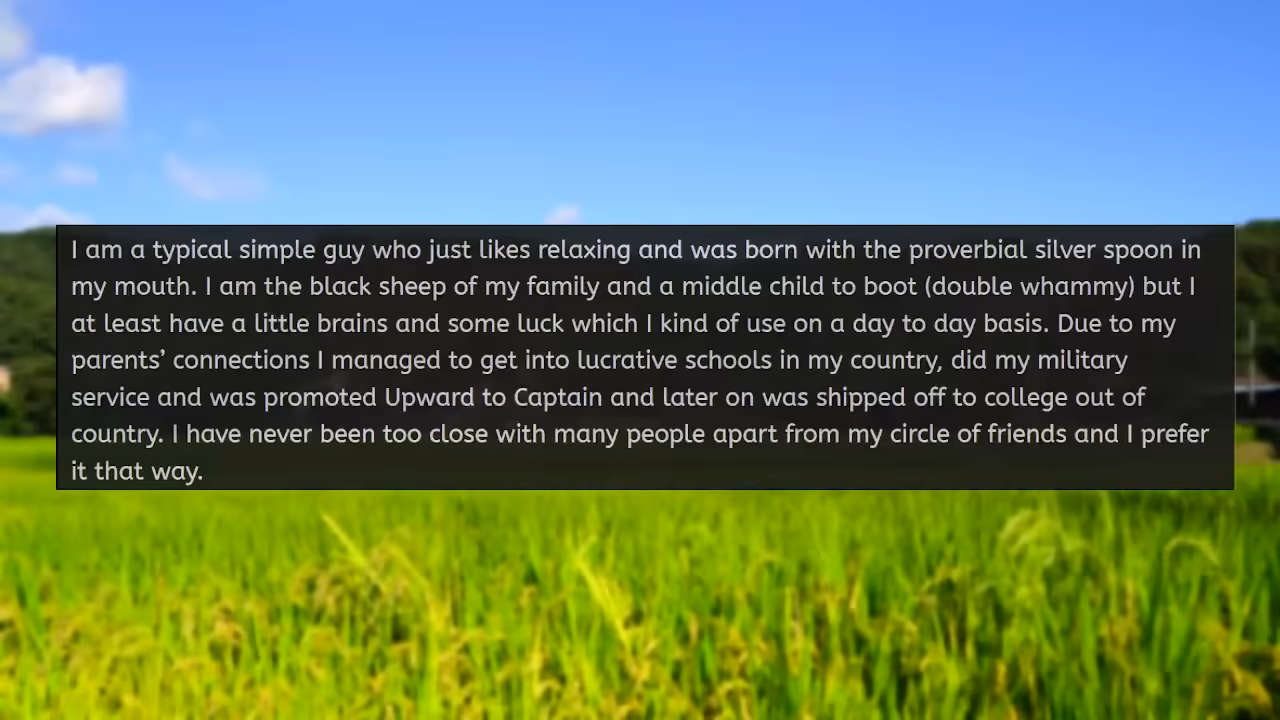 I am a typical simple guy who just likes relaxing and was born with the proverbial silver spoon in
my mouth. I am the black sheep of my family and a middle child to boot (double whammy) but I
at least have a little brains and some luck which I kind of use on a day to day basis. Due to my
parents’ connections I managed to get into lucrative schools in my country, did my military
service and was promoted Upward to Captain and later on was shipped off to college out of
country. I have never been too close with many people apart from my circle of friends and I prefer
it that way.